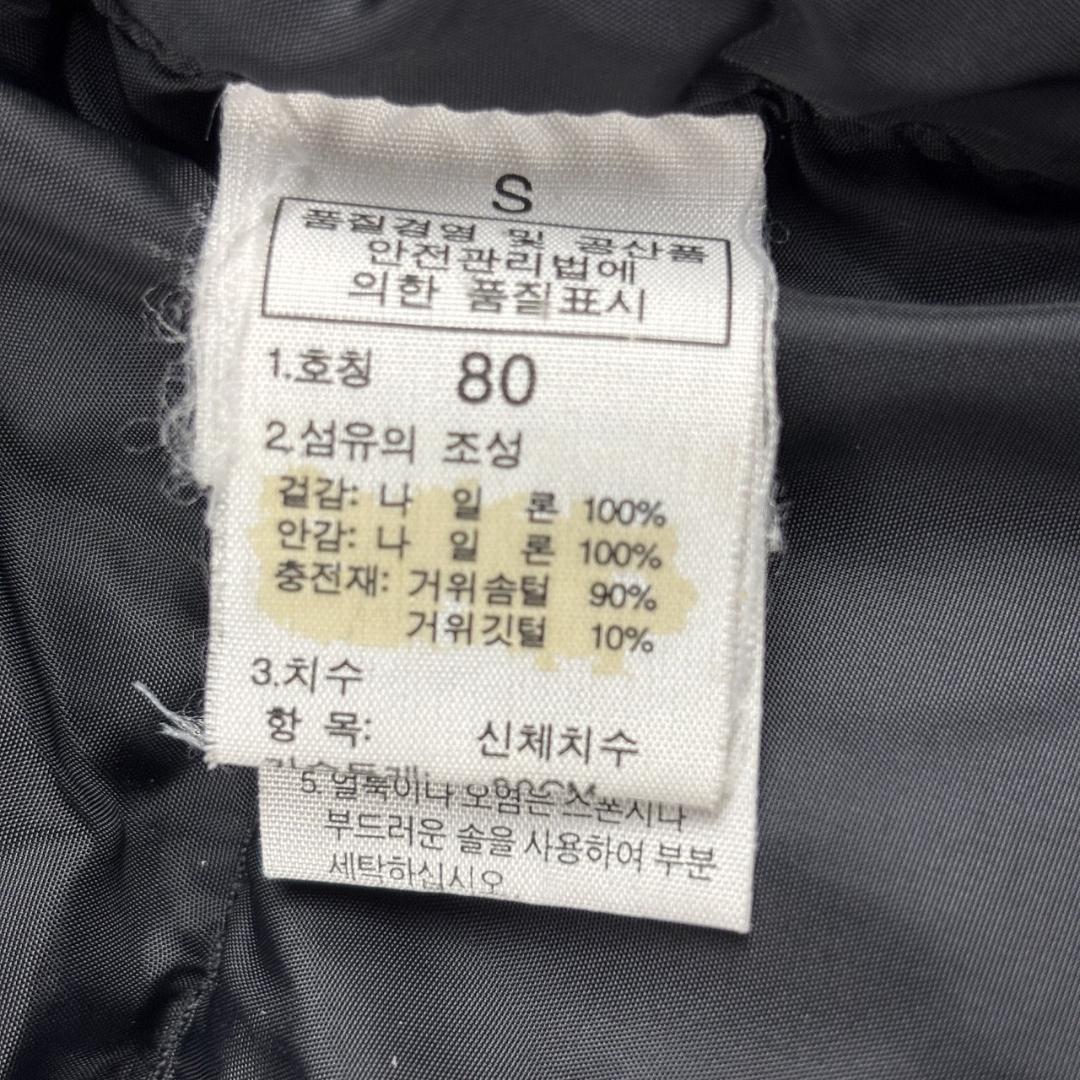 S
품질경영 및 공산품
안전관리법에
의한 품질표시
1.호칭 80
2.섬유의 조성
겉감: 나 일 론 100%
안감: 나 일 론 100%
충전재: 거위솜털 90%
거위깃털 10%
3.치수
항 목: 신체치수
5. 얼룩이나 오염은 스폰지나
부드러운 솔을 사용하여 부분
세탁하십시오